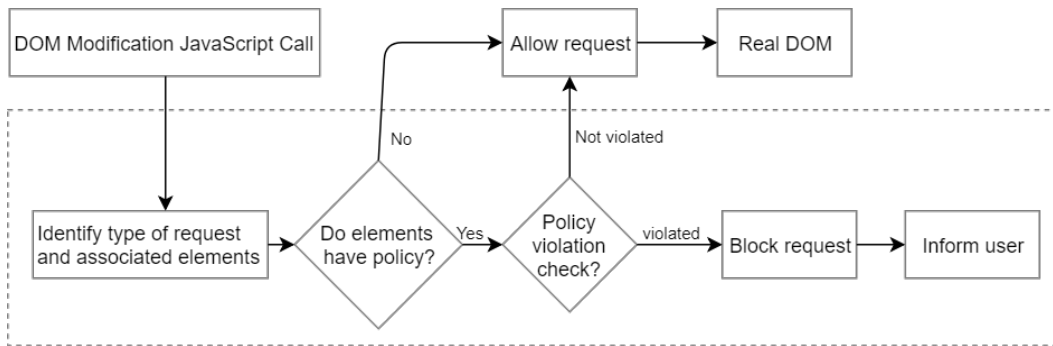 DOM Modification JavaScript Call
Allow request
Real DOM
No
Not violated
Identify type of request
and associated elements
Do elements
have policy?
Yes
Policy
violation
check?
violated
Block request
Inform user